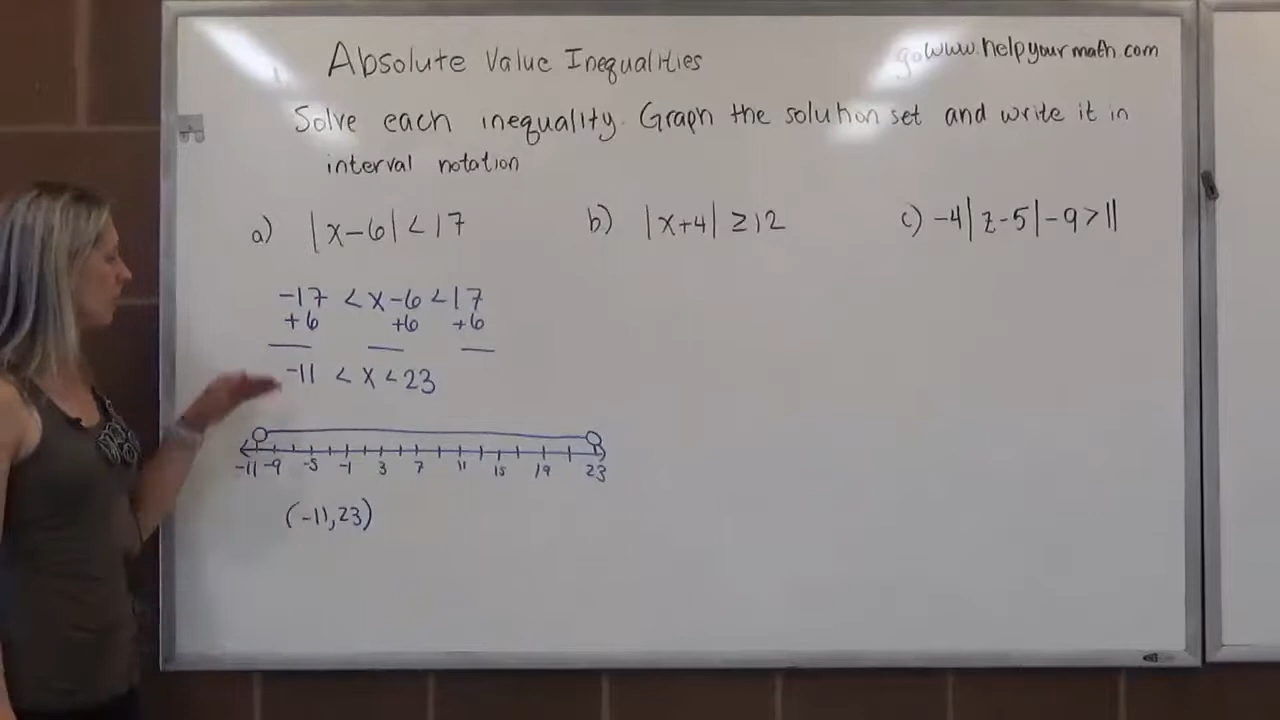 Absolute Value Inequalities
www.helpyourmath.com
Solve each inequality. Graph the solution set and write it in
interval notation
a) |x-6| < 17
b) |x+4| ≥ 12
c) -4|z-5| - 9 > 11
-17 < x-6 < 17
+6 +6 +6
-11 < x < 23
-11 -9 -5 -1 3 7 11 15 19 23
(-11, 23)